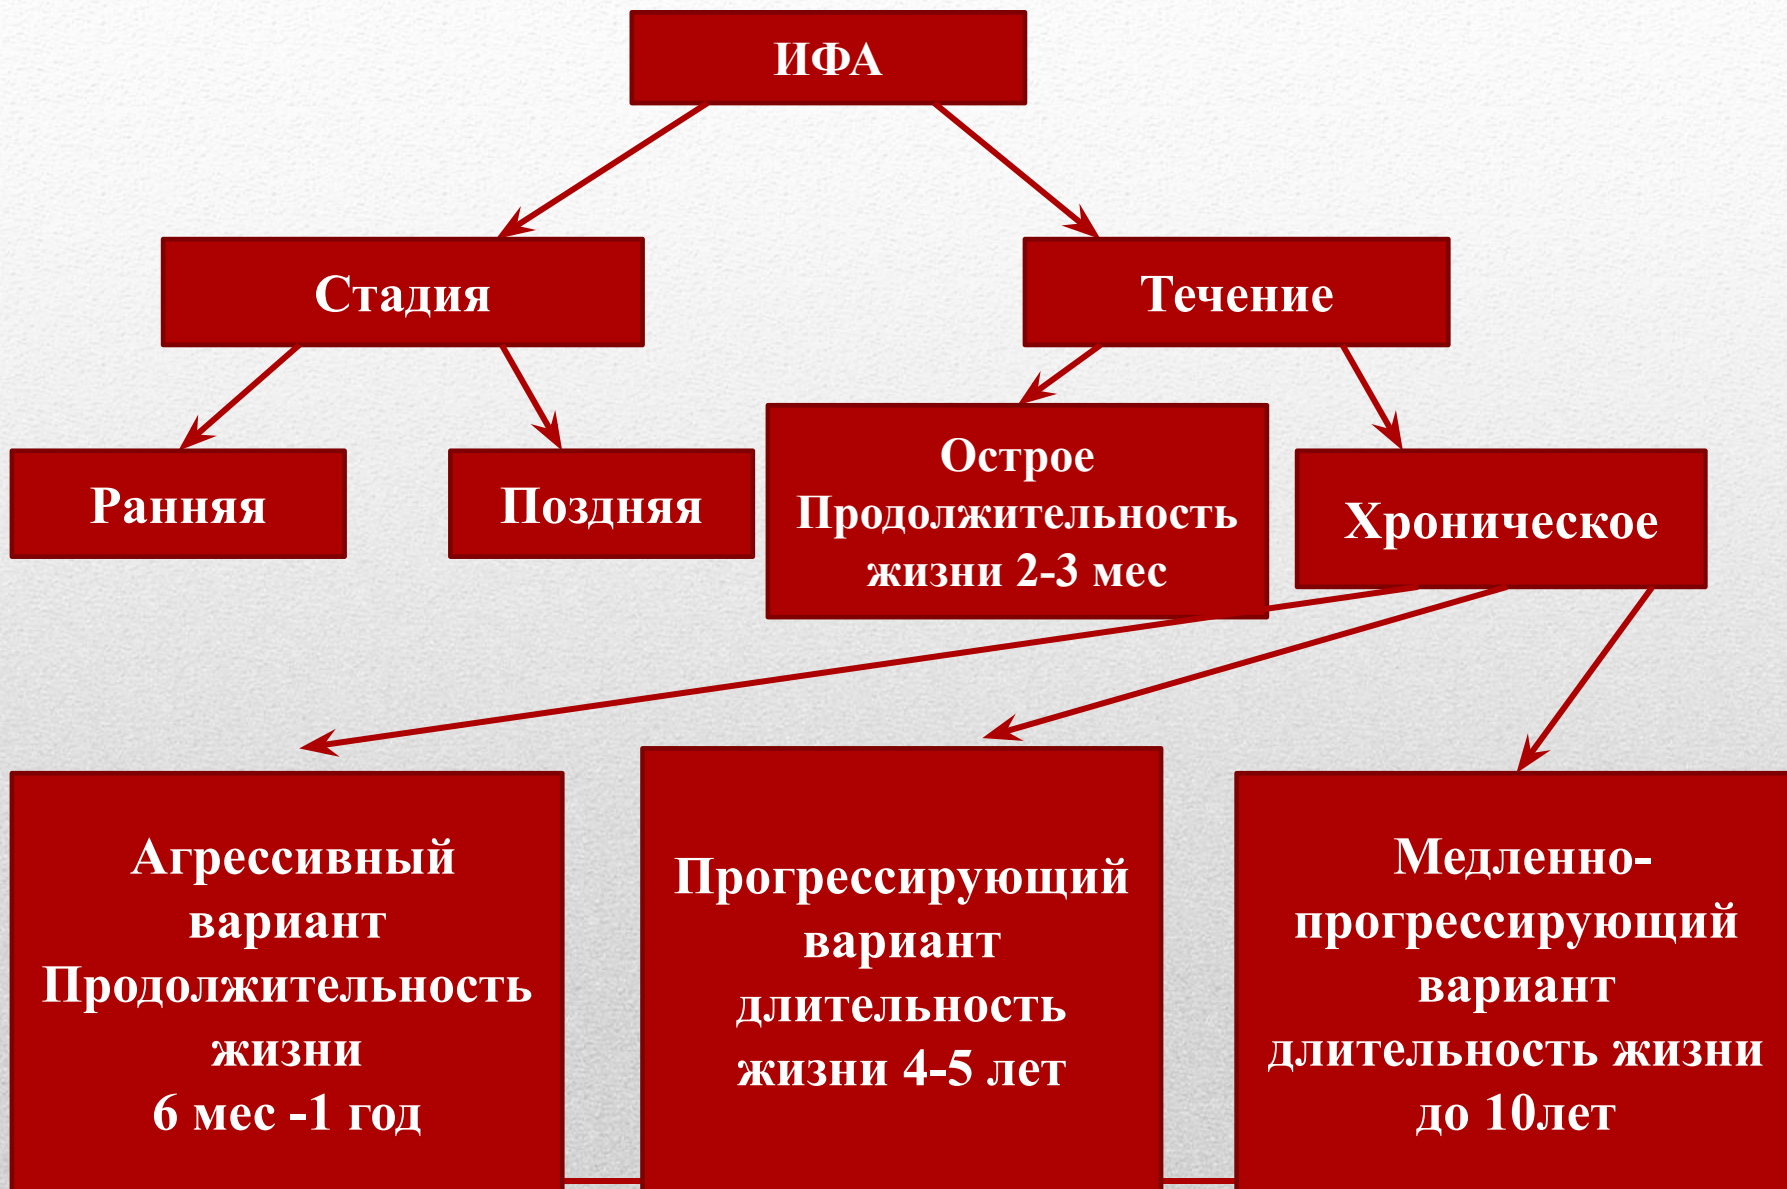 ИФА
Стадия
Течение
Ранняя
Поздняя
Острое
Продолжительность
жизни 2-3 мес
Хроническое
Агрессивный
вариант
Продолжительность
жизни
6 мес -1 год
Прогрессирующий
вариант
длительность
жизни 4-5 лет
Медленно-
прогрессирующий
вариант
длительность жизни
до 10лет